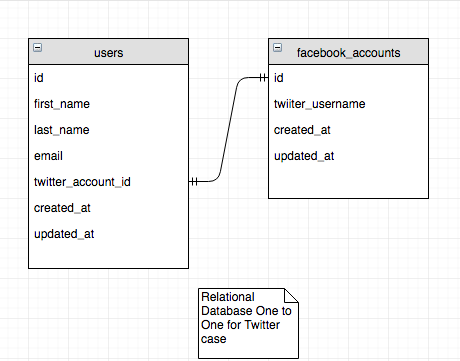 users
id
first_name
last_name
email
twitter_account_id
created_at
updated_at
facebook_accounts
id
twiiter_username
created_at
updated_at
Relational
Database One to
One for Twitter
case